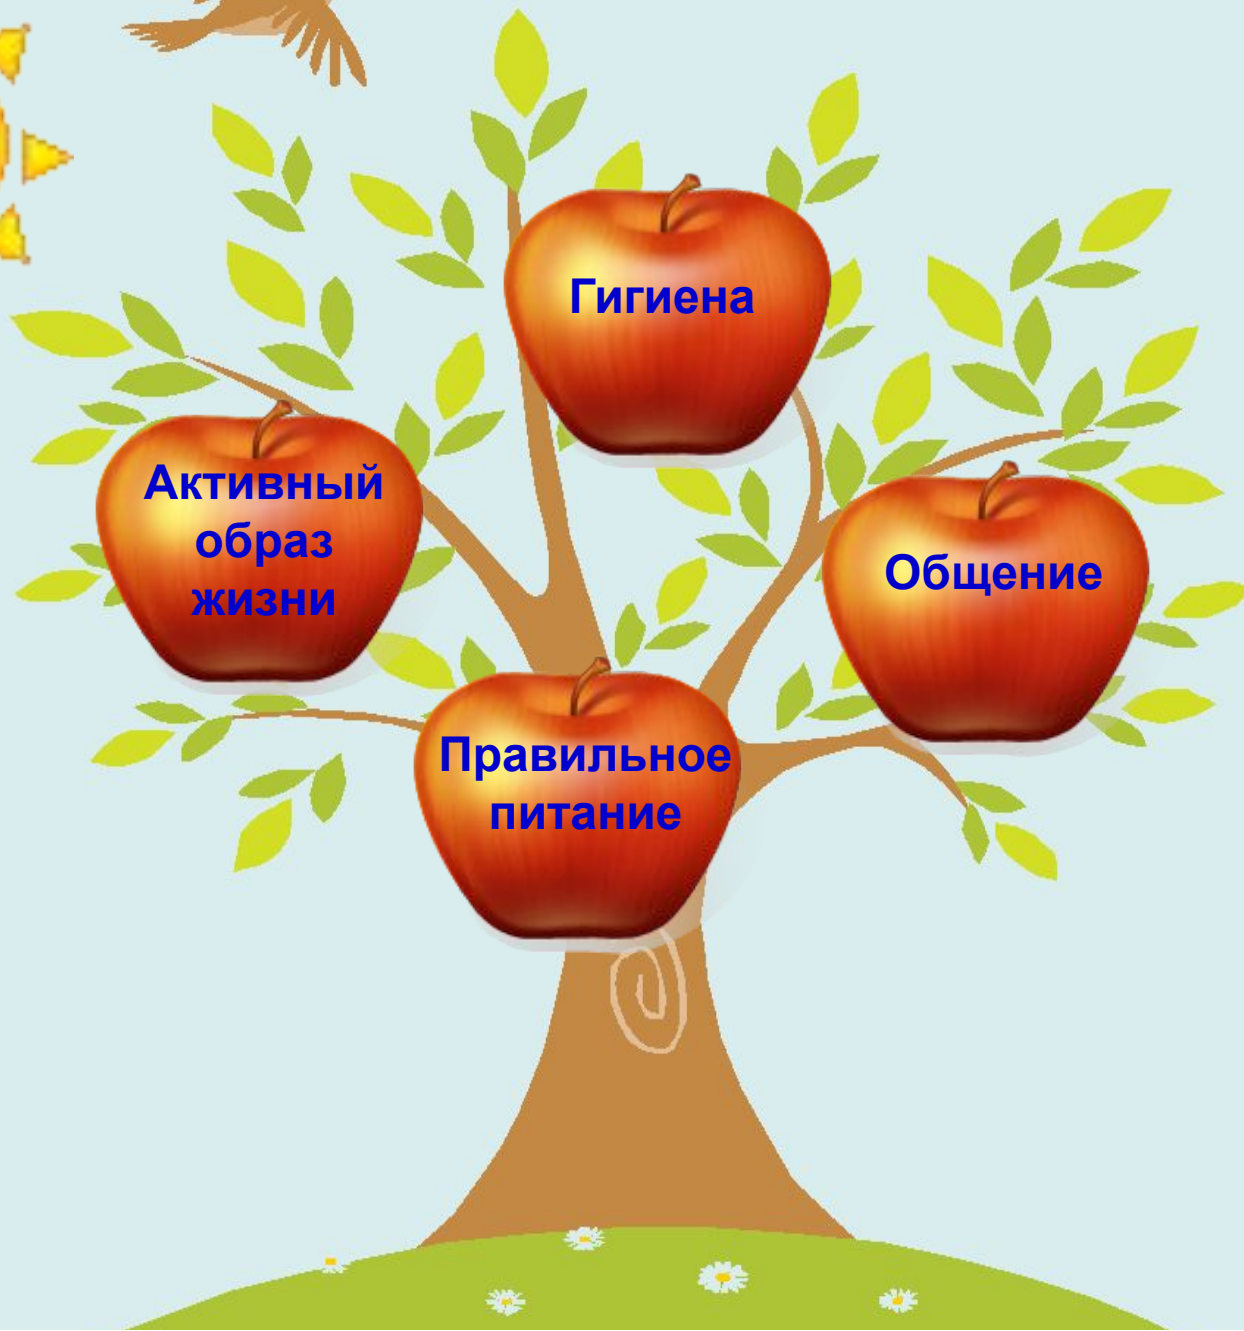 Гигиена
Активный
образ
жизни
Общение
Правильное
питание